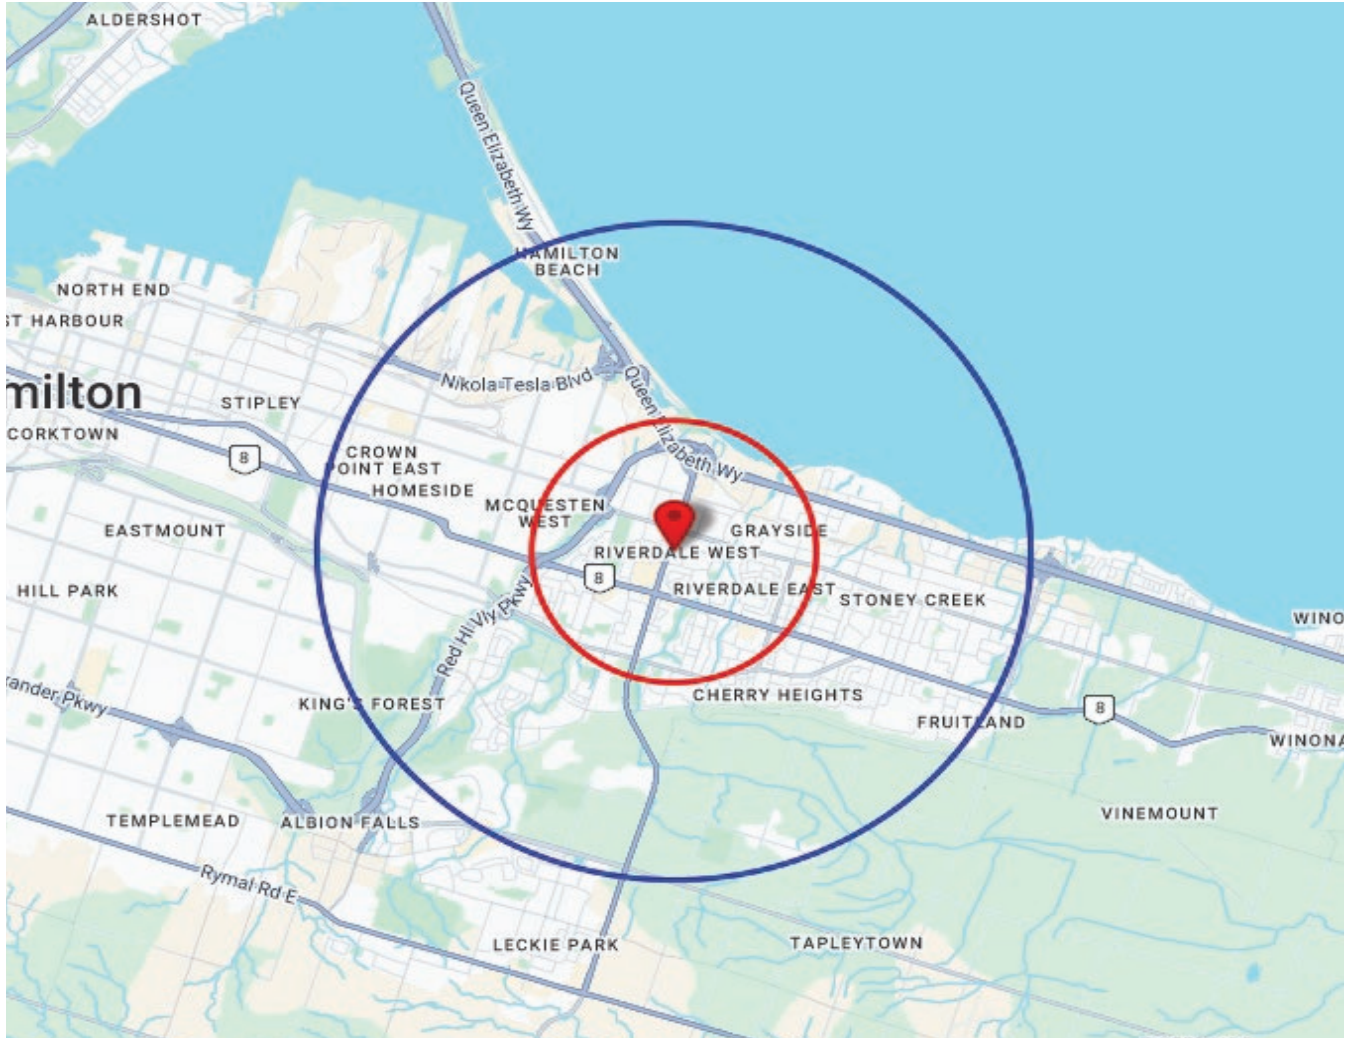 ALDERSHOT
Queen Elizabeth Wy
HAMILTON
BEACH
NORTH END
ST HARBOUR
Nikola Tesla Blvd
Queen Elizabeth Wy
milton
STIPLEY
CORKTOWN
8
CROWN
POINT EAST
HOMESIDE
MCQUESTEN
WEST
EASTMOUNT
GRAYSIDE
RIVERDALE WEST
8
RIVERDALE EAST
STONEY CREEK
HILL PARK
WINO
Red Hl Vly Pkwy
xander Pkwy
KING'S FOREST
CHERRY HEIGHTS
8
FRUITLAND
WINONA
TEMPLEMEAD
ALBION FALLS
VINEMOUNT
Rymal Rd E
LECKIE PARK
TAPLEYTOWN